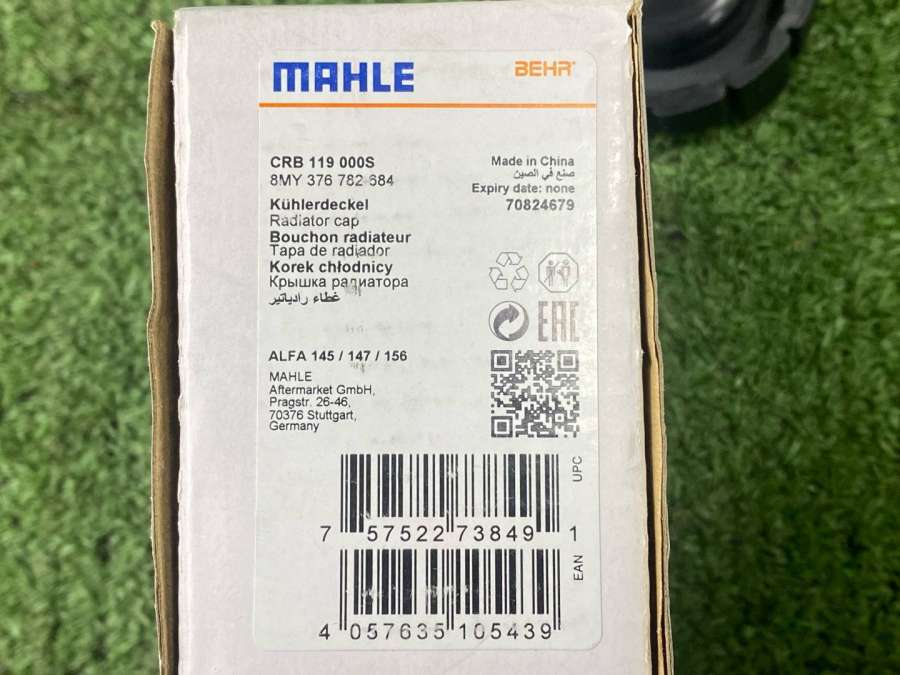 MAHLE
BEHR
CRB 119 000S
8MY 376 782-684
Kühlerdeckel
Radiator cap
Bouchon radiateur
Tapa de radiador
Korek chłodnicy
Крышка радиатора
غطاء رادياتير
Made in China
صنع في الصين
Expiry date: none
70824679
EAC
ALFA 145 / 147 / 156
MAHLE
Aftermarket GmbH,
Pragstr. 26-46,
70376 Stuttgart,
Germany
UPC
7 57522 73849 1
EAN
4 057635 105439